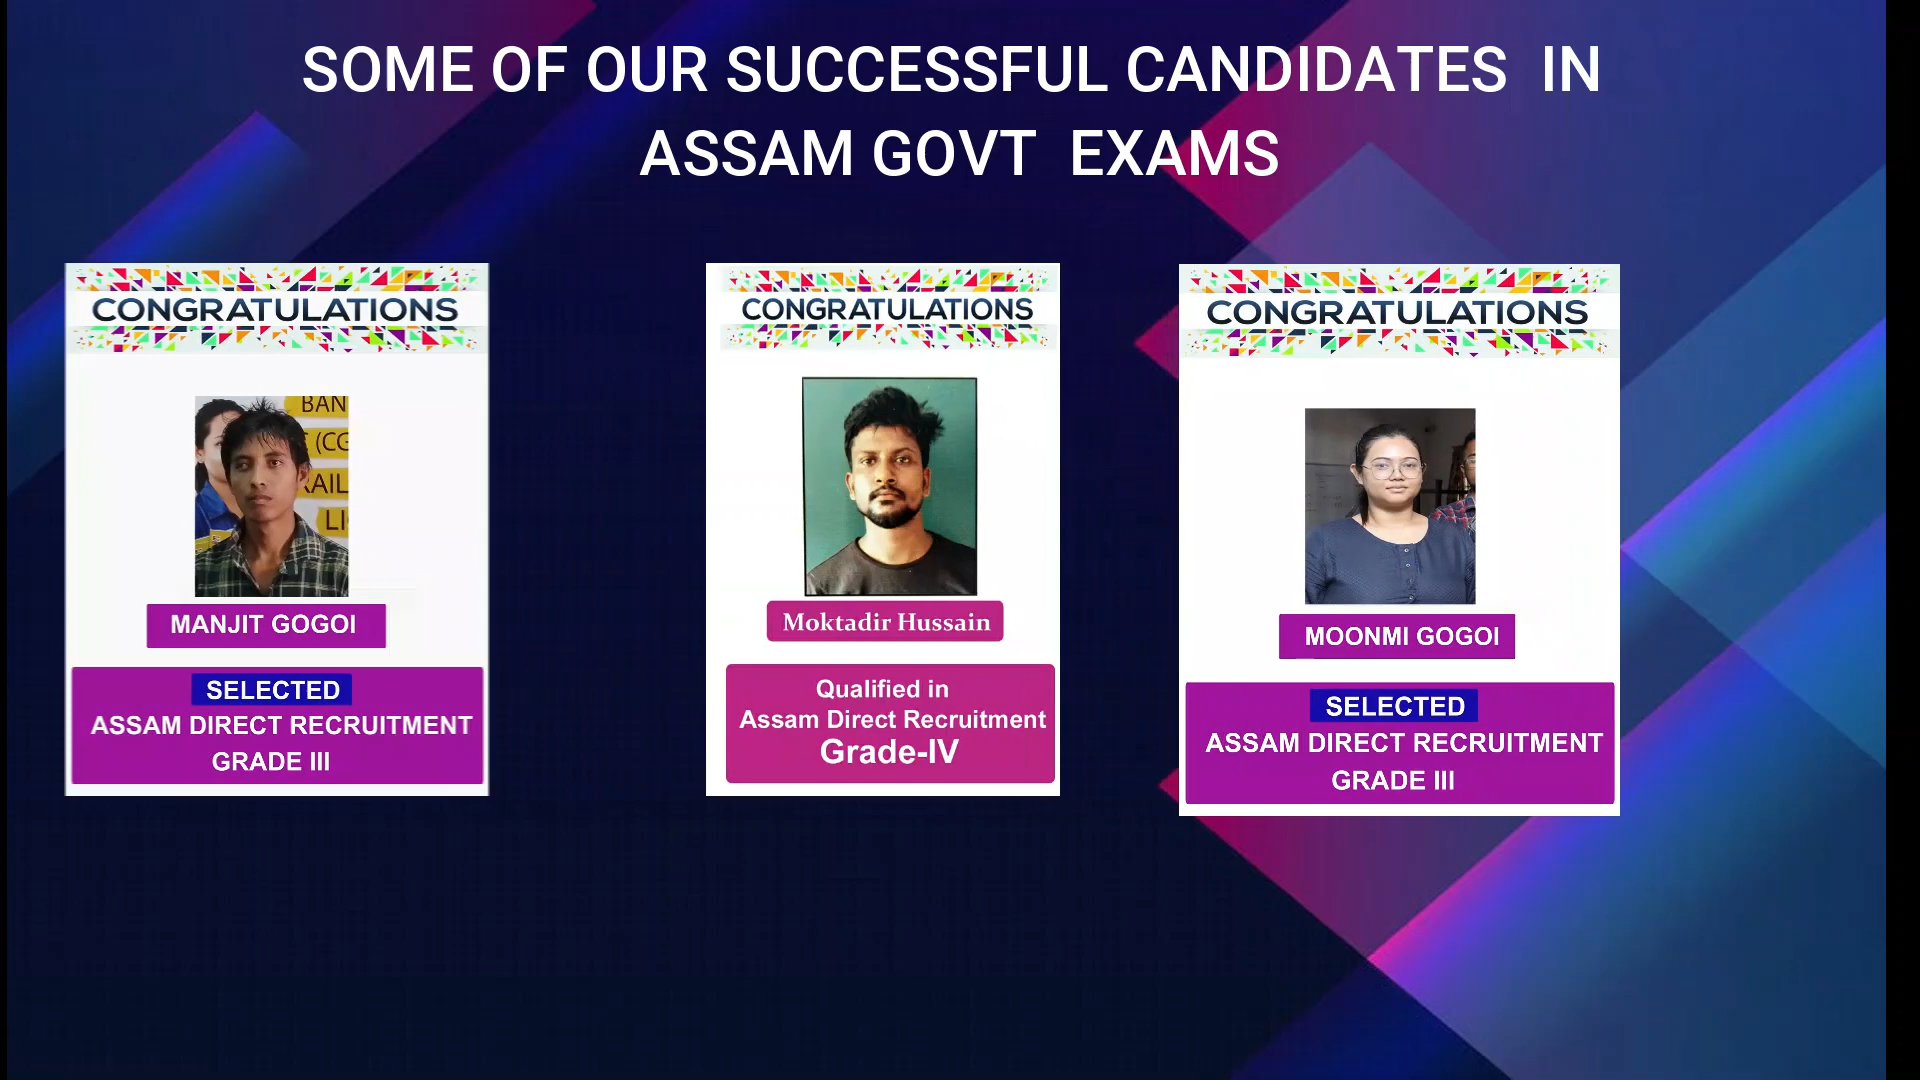 SOME OF OUR SUCCESSFUL CANDIDATES IN
ASSAM GOVT EXAMS
CONGRATULATIONS
BAN
(CG
RAIL
LI
MANJIT GOGOI
SELECTED
ASSAM DIRECT RECRUITMENT
GRADE III
CONGRATULATIONS
Moktadir Hussain
Qualified in
Assam Direct Recruitment
Grade-IV
CONGRATULATIONS
MOONMI GOGOI
SELECTED
ASSAM DIRECT RECRUITMENT
GRADE III